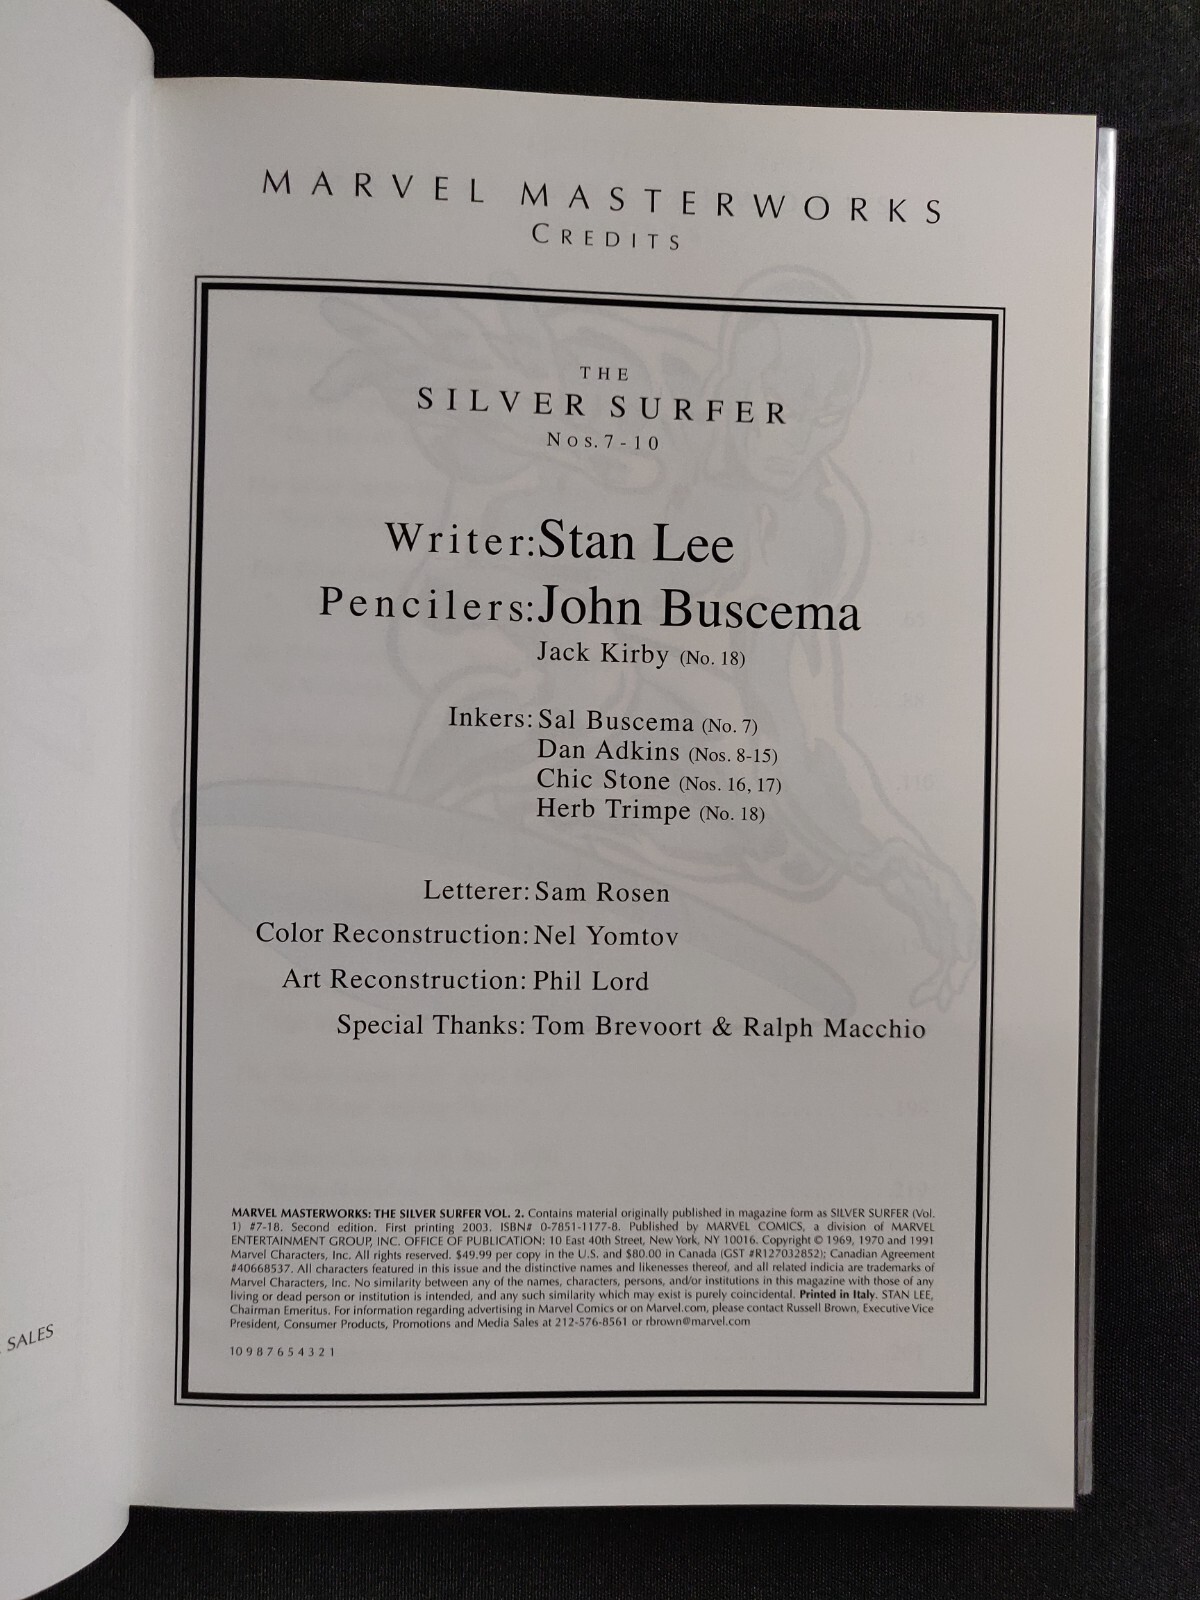 MARVEL MASTERWORKS
CREDITS
THE
SILVER SURFER
Nos. 7-10
Writer: Stan Lee
Pencilers: John Buscema
Jack Kirby (No. 18)
Inkers: Sal Buscema (No. 7)
Dan Adkins (Nos. 8-15)
Chic Stone (Nos. 16, 17)
Herb Trimpe (No. 18)
Letterer: Sam Rosen
Color Reconstruction: Nel Yomtov
Art Reconstruction: Phil Lord
Special Thanks: Tom Brevoort & Ralph Macchio
MARVEL MASTERWORKS: THE SILVER SURFER VOL. 2. Contains material originally published in magazine form as SILVER SURFER (Vol.
1) #7-18. Second edition. First printing 2003. ISBN# 0-7851-1177-8. Published by MARVEL COMICS, a division of MARVEL
ENTERTAINMENT GROUP, INC. OFFICE OF PUBLICATION: 10 East 40th Street, New York, NY 10016. Copyright © 1969, 1970 and 1991
Marvel Characters, Inc. All rights reserved. $49.99 per copy in the U.S. and $80.00 in Canada (GST #R127032852); Canadian Agreement
#40668537. All characters featured in this issue and the distinctive names and likenesses thereof, and all related indicia are trademarks of
Marvel Characters, Inc. No similarity between any of the names, characters, persons, and/or institutions in this magazine with those of any
living or dead person or institution is intended, and any such similarity which may exist is purely coincidental. Printed in Italy. STAN LEE,
Chairman Emeritus. For information regarding advertising in Marvel Comics or on Marvel.com, please contact Russell Brown, Executive Vice
President, Consumer Products, Promotions and Media Sales at 212-576-8561 or rbrown@marvel.com
10 9 8 7 6 5 4 3 2 1
SALES